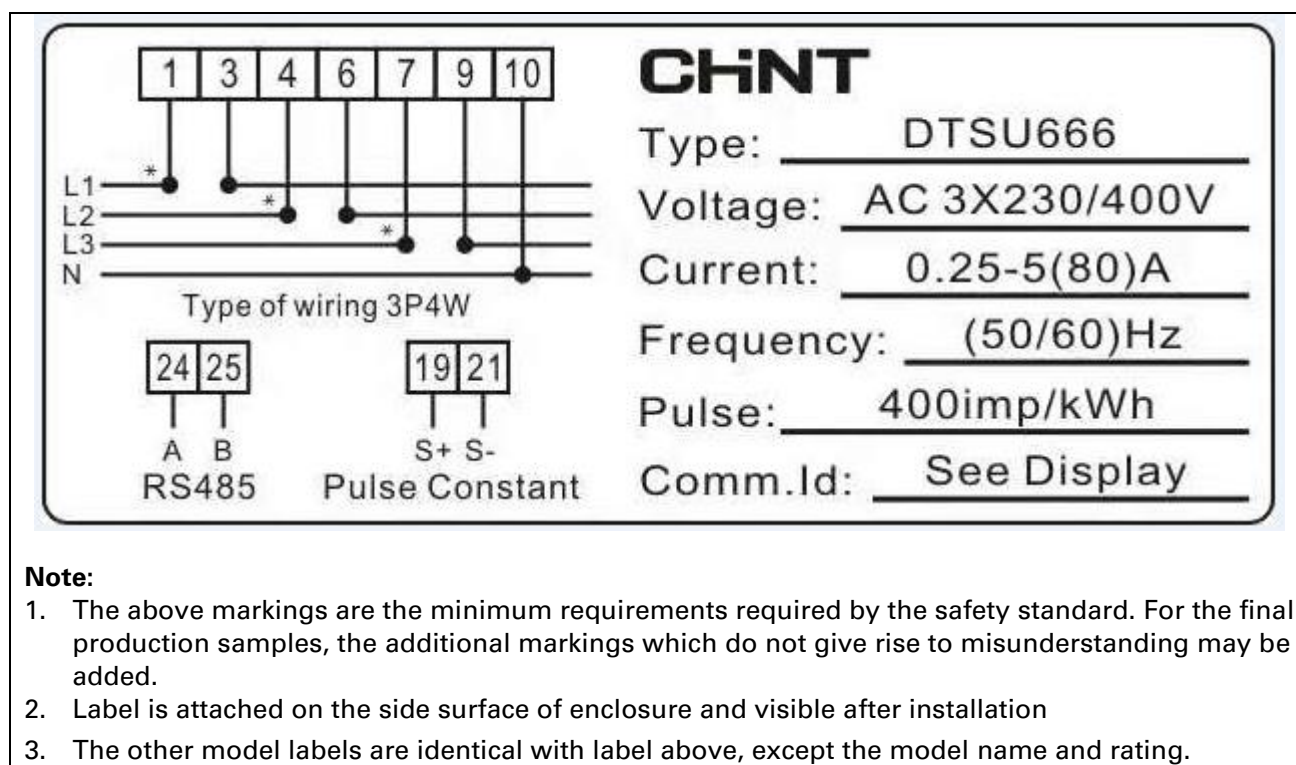 1 3 4 6 7 9 10
* L1
* L2
* L3
N
Type of wiring 3P4W
24 25
A B
RS485
19 21
S+ S-
Pulse Constant
CHiNT
Type: DTSU666
Voltage: AC 3X230/400V
Current: 0.25-5(80)A
Frequency: (50/60)Hz
Pulse: 400imp/kWh
Comm.Id: See Display
Note:
1. The above markings are the minimum requirements required by the safety standard. For the final
production samples, the additional markings which do not give rise to misunderstanding may be
added.
2. Label is attached on the side surface of enclosure and visible after installation
3. The other model labels are identical with label above, except the model name and rating.